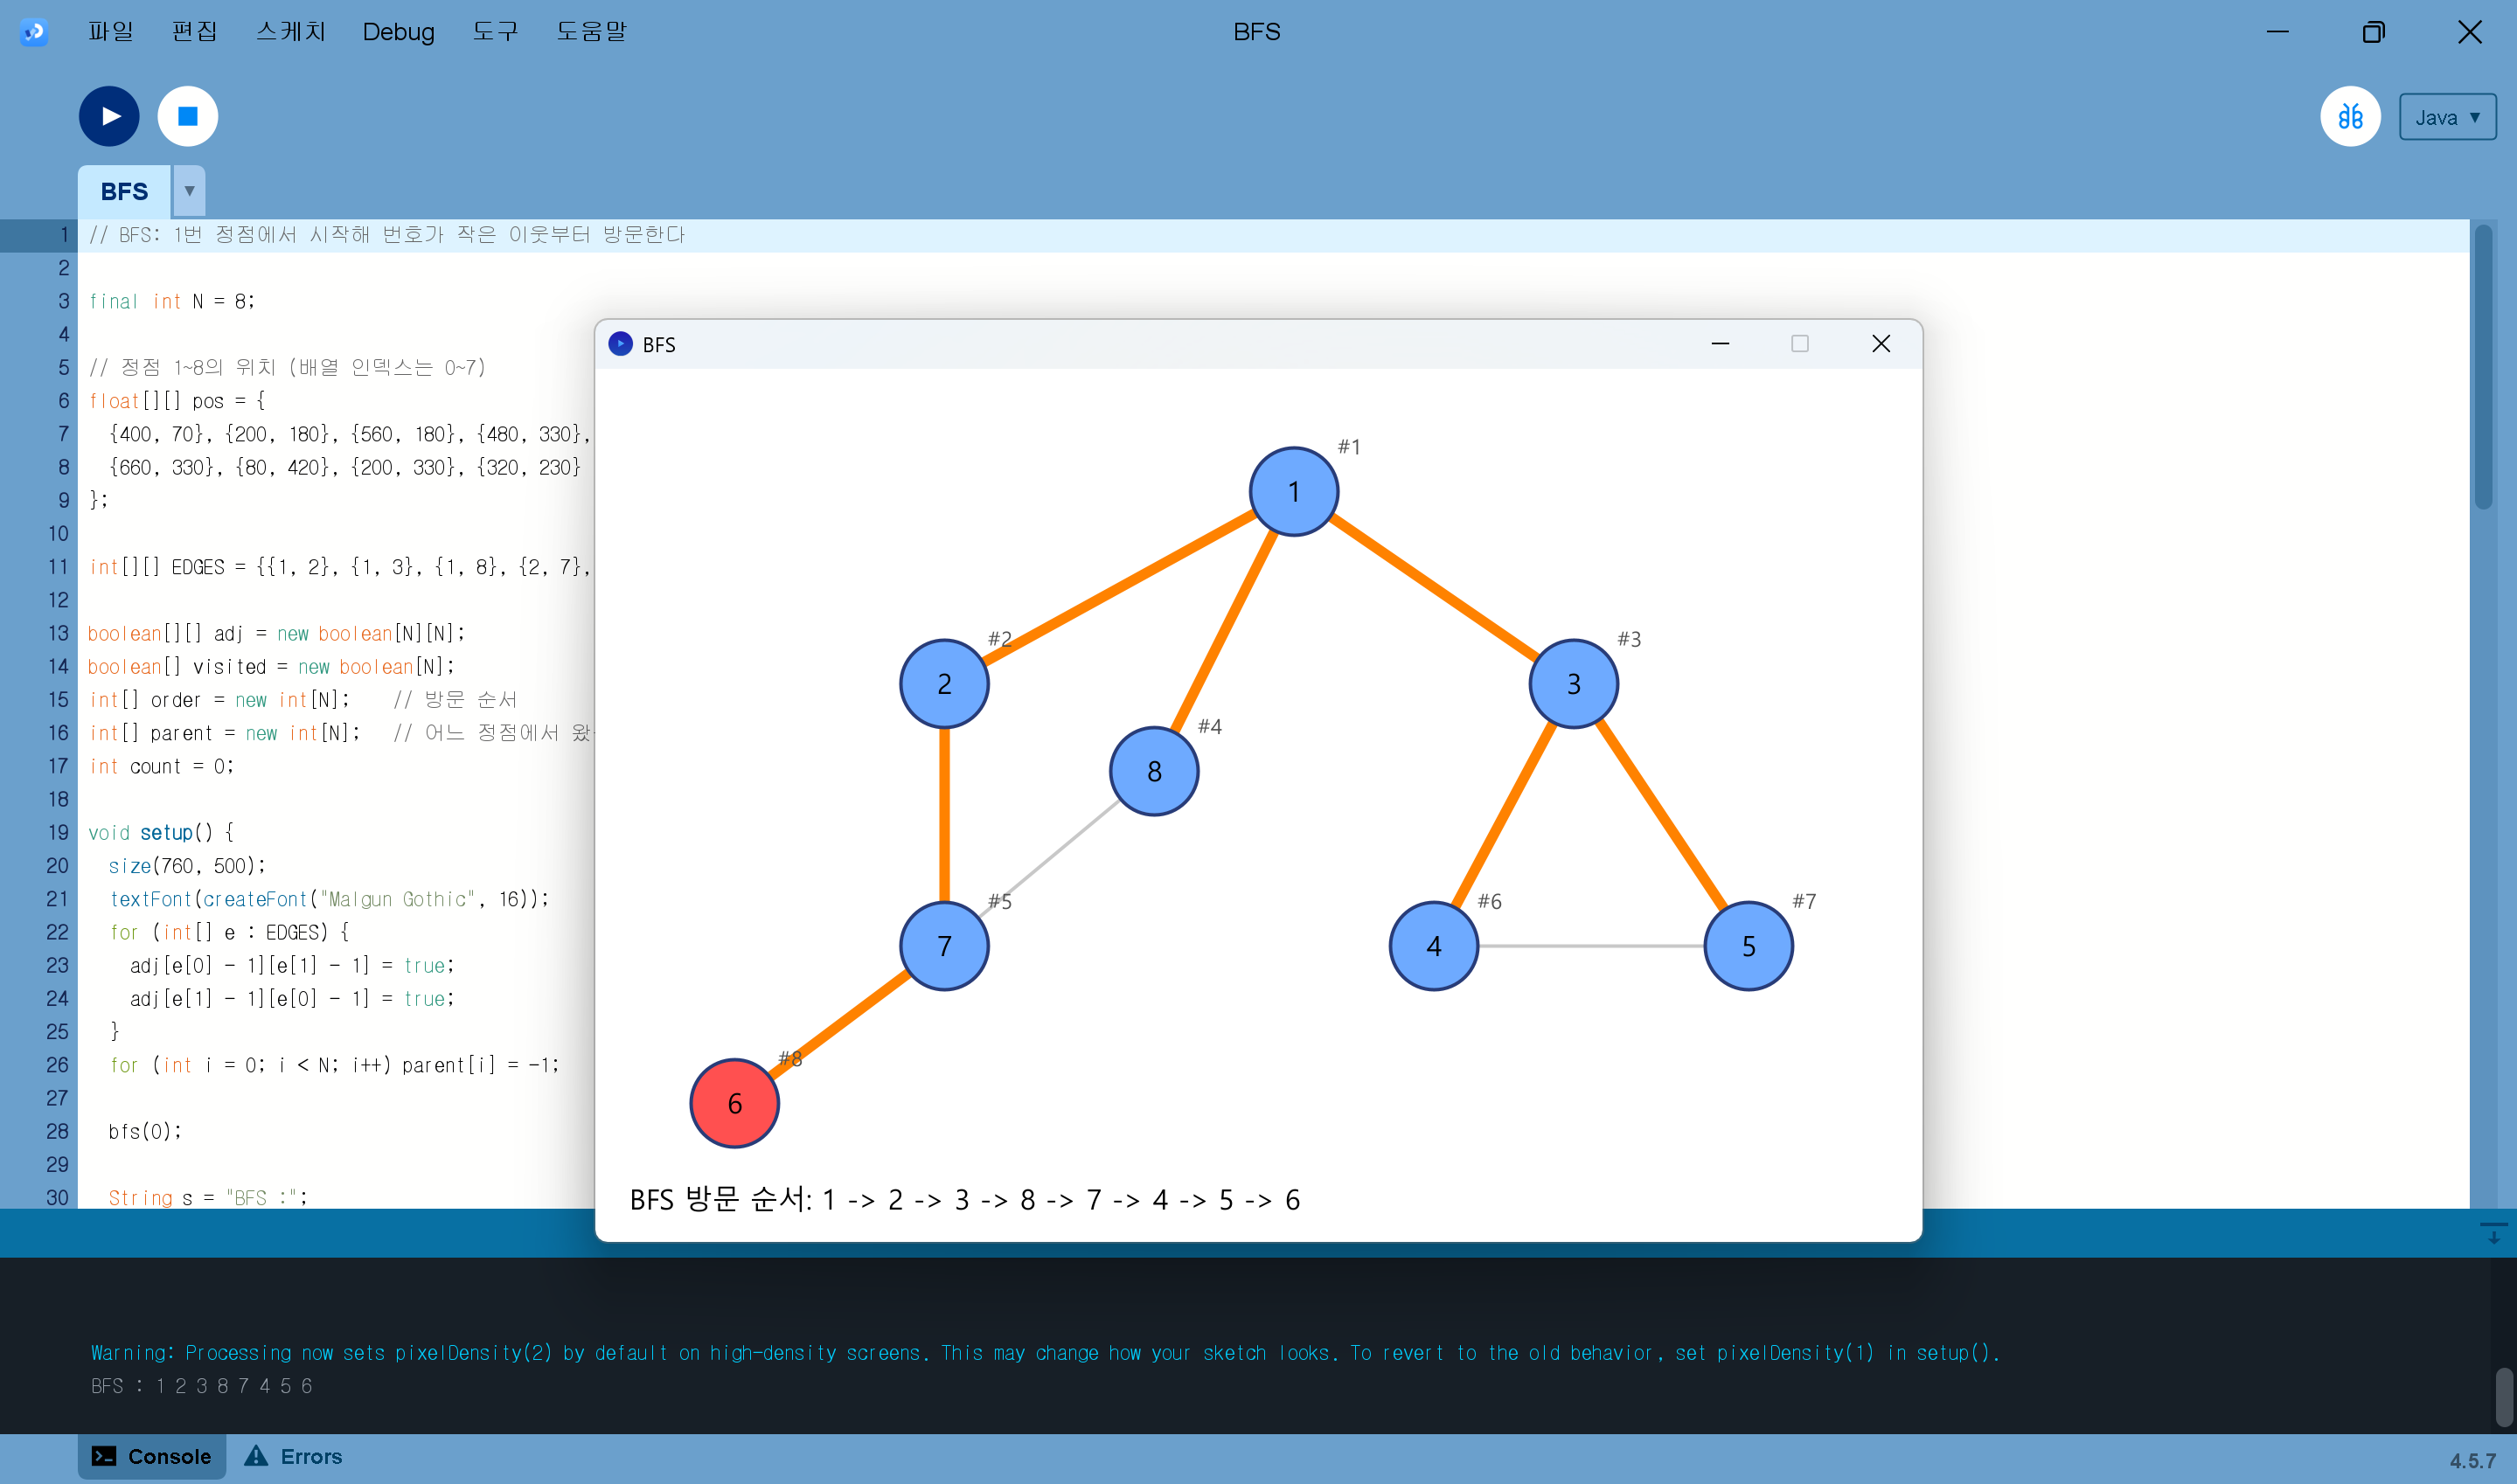 파일 편집 스케치 Debug 도구 도움말 BFS
Java ▼
BFS ▼
1 // BFS: 1번 정점에서 시작해 번호가 작은 이웃부터 방문한다
2
3 final int N = 8;
4
5 // 정점 1~8의 위치 (배열 인덱스는 0~7)
6 float[][] pos = {
7 {400, 70}, {200, 180}, {560, 180}, {480, 330},
8 {660, 330}, {80, 420}, {200, 330}, {320, 230}
9 };
10
11 int[][] EDGES = {{1, 2}, {1, 3}, {1, 8}, {2, 7},
12
13 boolean[][] adj = new boolean[N][N];
14 boolean[] visited = new boolean[N];
15 int[] order = new int[N]; // 방문 순서
16 int[] parent = new int[N]; // 어느 정점에서 왔
17 int count = 0;
18
19 void setup() {
20 size(760, 500);
21 textFont(createFont("Malgun Gothic", 16));
22 for (int[] e : EDGES) {
23 adj[e[0] - 1][e[1] - 1] = true;
24 adj[e[1] - 1][e[0] - 1] = true;
25 }
26 for (int i = 0; i < N; i++) parent[i] = -1;
27
28 bfs(0);
29
30 String s = "BFS :";
BFS
#1
1
#2
2
#3
3
#4
8
#5
7
#6
4
#7
5
#8
6
BFS 방문 순서: 1 -> 2 -> 3 -> 8 -> 7 -> 4 -> 5 -> 6
Warning: Processing now sets pixelDensity(2) by default on high-density screens. This may change how your sketch looks. To revert to the old behavior, set pixelDensity(1) in setup().
BFS : 1 2 3 8 7 4 5 6
Console Errors
4.5.7